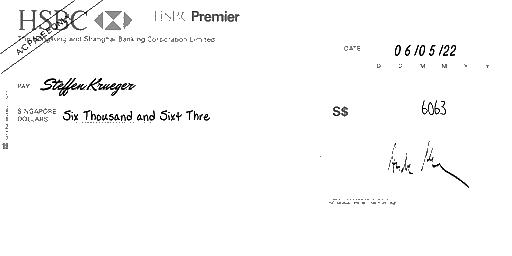 HSBC HSBC Premier
A/C PAYEE ONLY
The Hongkong and Shanghai Banking Corporation Limited
DATE 06/05/22
D D M M Y Y
PAY Steffen Krueger
SINGAPORE DOLLARS Six Thousand and Sixt Thre
S$ 6063